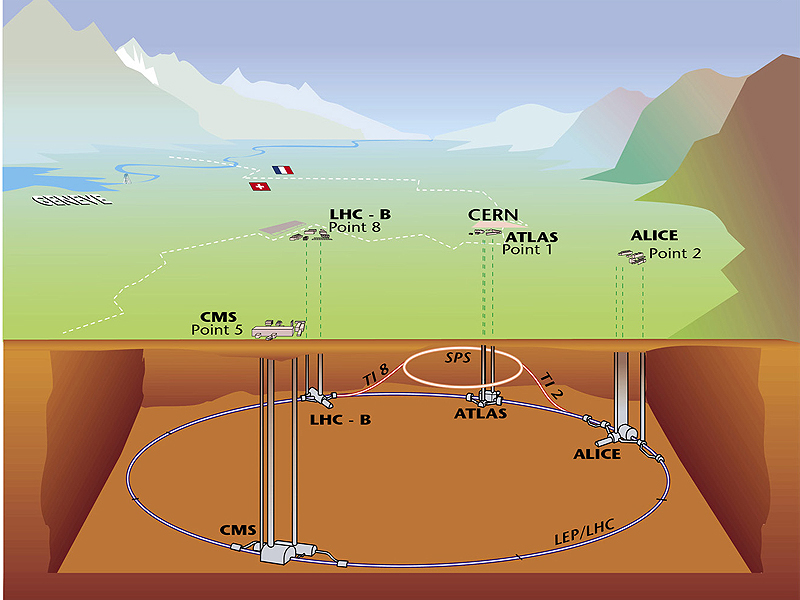 GENEVE
LHC - B
Point 8
CERN
ATLAS
Point 1
ALICE
Point 2
CMS
Point 5
SPS
TI 8
TI 2
LHC - B
ATLAS
ALICE
CMS
LEP/LHC